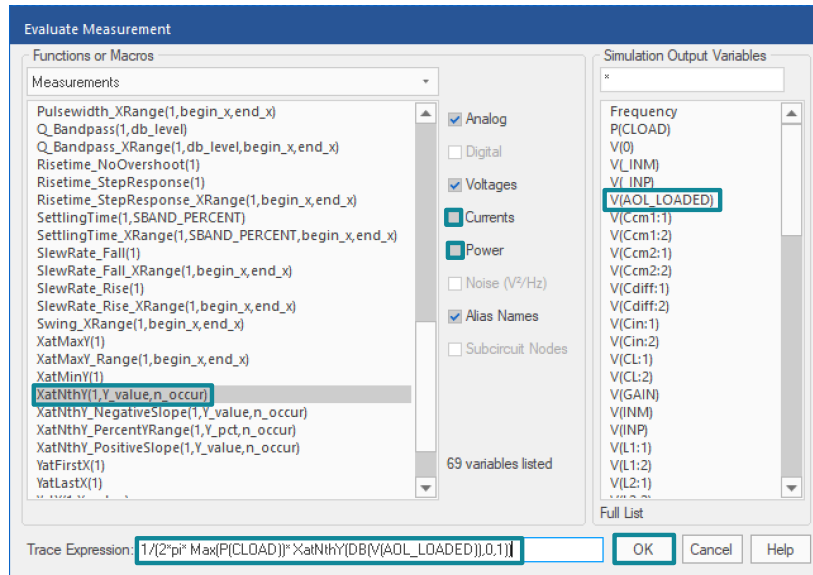 Evaluate Measurement
Functions or Macros
Measurements
Pulsewidth_XRange(1,begin_x,end_x)
Q_Bandpass(1,db_level)
Q_Bandpass_XRange(1,db_level,begin_x,end_x)
Risetime_NoOvershoot(1)
Risetime_StepResponse(1)
Risetime_StepResponse_XRange(1,begin_x,end_x)
SettlingTime(1,SBAND_PERCENT)
SettlingTime_XRange(1,SBAND_PERCENT,begin_x,end_x)
SlewRate_Fall(1)
SlewRate_Fall_XRange(1,begin_x,end_x)
SlewRate_Rise(1)
SlewRate_Rise_XRange(1,begin_x,end_x)
Swing_XRange(1,begin_x,end_x)
XatMaxY(1)
XatMaxY_Range(1,begin_x,end_x)
XatMinY(1)
XatNthY(1,Y_value,n_occur)
XatNthY_NegativeSlope(1,Y_value,n_occur)
XatNthY_PercentYRange(1,Y_pct,n_occur)
XatNthY_PositiveSlope(1,Y_value,n_occur)
YatFirstX(1)
YatLastX(1)
Analog
Digital
Voltages
Currents
Power
Noise (V²/Hz)
Alias Names
Subcircuit Nodes
69 variables listed
Simulation Output Variables
*
Frequency
P(CLOAD)
V(0)
V(_INM)
V(_INP)
V(AOL_LOADED)
V(Ccm1:1)
V(Ccm1:2)
V(Ccm2:1)
V(Ccm2:2)
V(Cdiff:1)
V(Cdiff:2)
V(Cin:1)
V(Cin:2)
V(CL:1)
V(CL:2)
V(GAIN)
V(INM)
V(INP)
V(L1:1)
V(L1:2)
V(L2:1)
Full List
Trace Expression: 1/(2*pi* Max(P(CLOAD))* XatNthY(DB(V(AOL_LOADED)),0,1))
OK
Cancel
Help